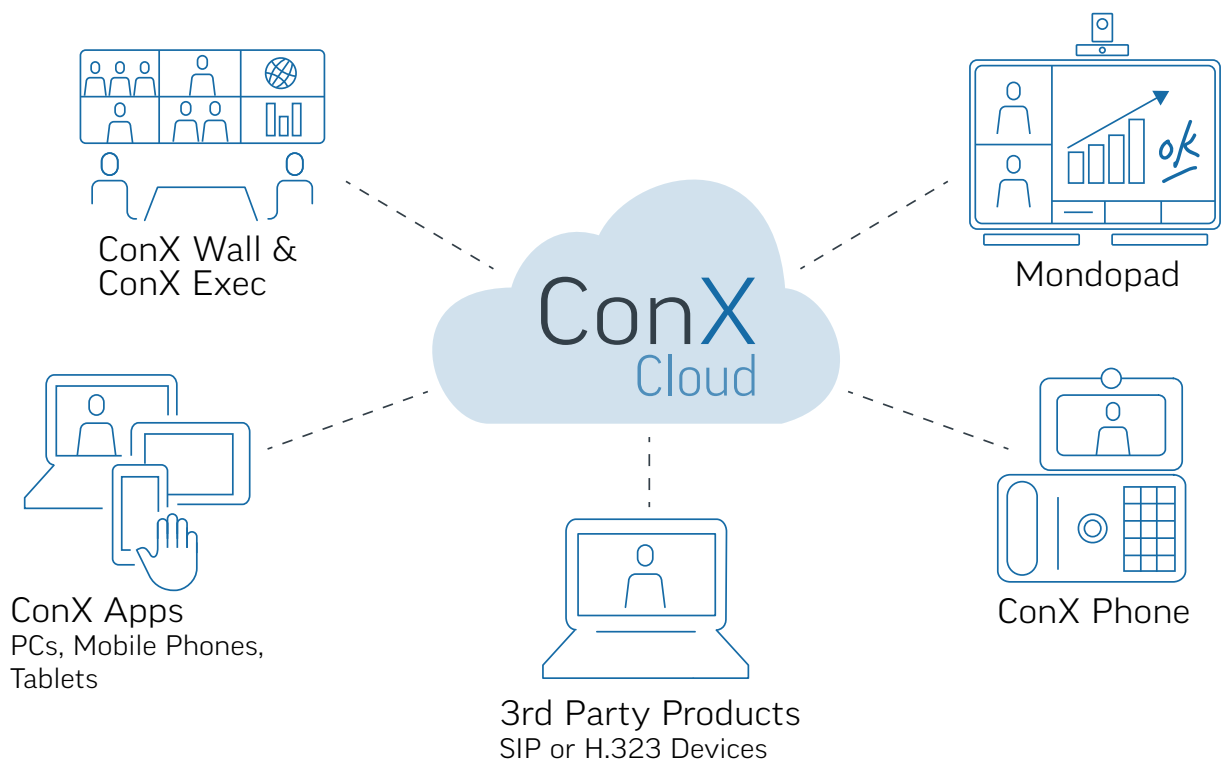 ConX Wall &
ConX Exec
ok
Mondopad
ConX
Cloud
ConX Apps
PCs, Mobile Phones,
Tablets
ConX Phone
3rd Party Products
SIP or H.323 Devices